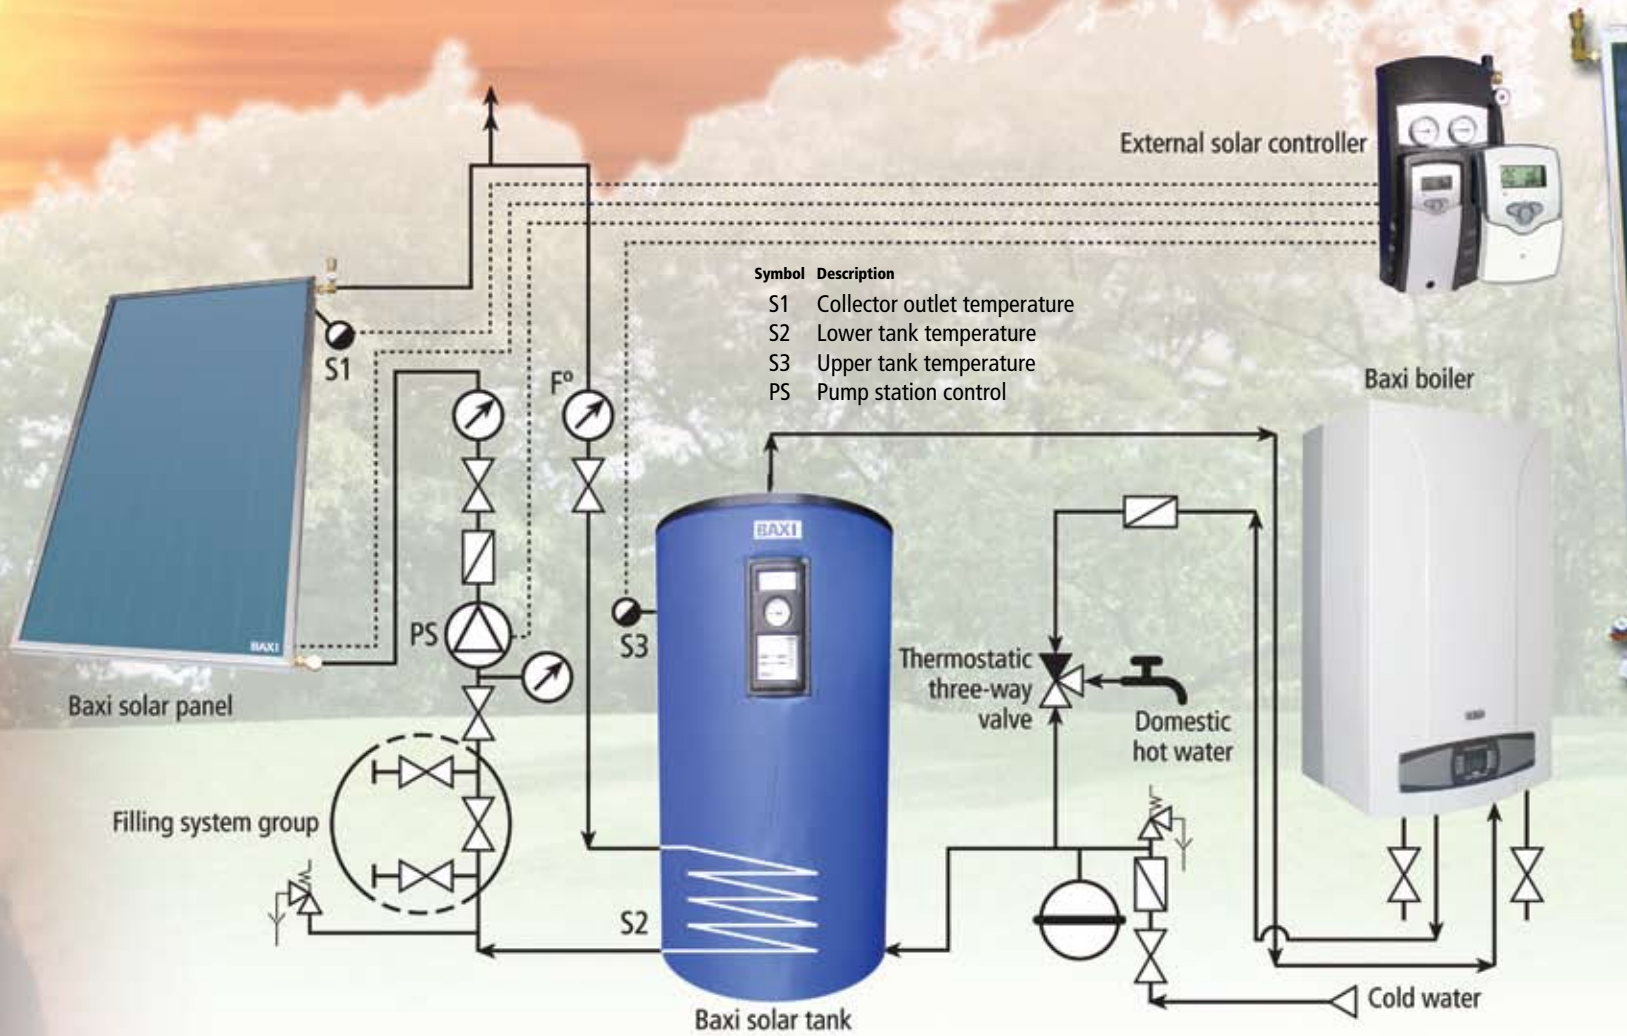 External solar controller
Symbol Description
S1 Collector outlet temperature
S2 Lower tank temperature
S3 Upper tank temperature
PS Pump station control
S1
F°
Baxi boiler
BAXI
PS
S3
BAXI
Baxi solar panel
Thermostatic
three-way
valve
Domestic
hot water
Filling system group
S2
Cold water
Baxi solar tank